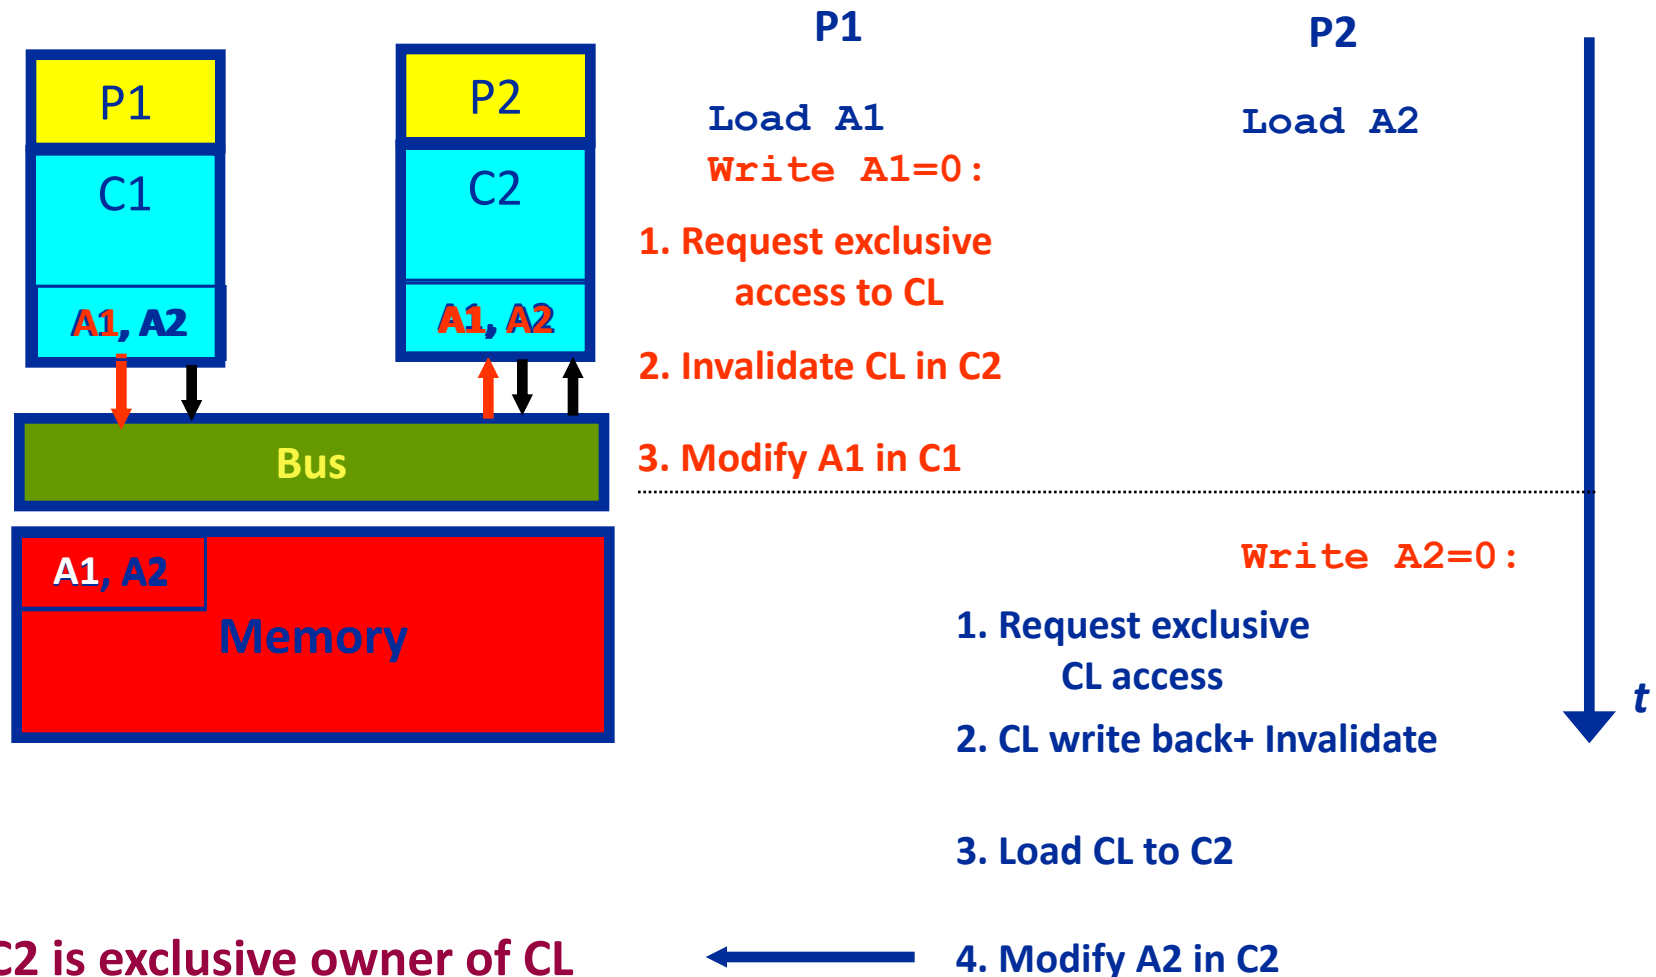 P1
P2
P1
C1
A1, A2
P2
C2
A1, A2
Bus
A1, A2
Memory
Load A1
Load A2
Write A1=0:
1. Request exclusive
access to CL
2. Invalidate CL in C2
3. Modify A1 in C1
Write A2=0:
1. Request exclusive
CL access
2. CL write back+ Invalidate
t
3. Load CL to C2
4. Modify A2 in C2
C2 is exclusive owner of CL